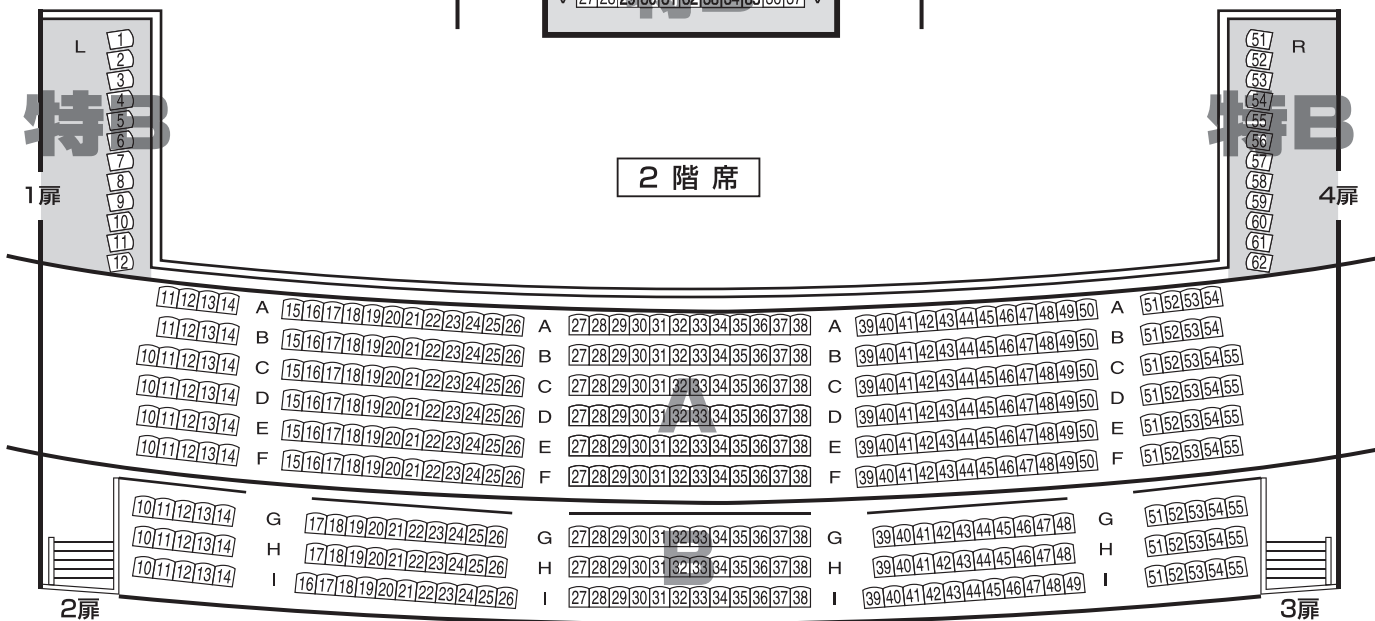 V 27 28 29 30 31 32 33 34 35 36 37 V
特B
L
1
2
3
4
5
6
7
8
9
10
11
12
特B
1扉
2階席
R
51
52
53
54
55
56
57
58
59
60
61
62
特B
4扉
11 12 13 14 A 15 16 17 18 19 20 21 22 23 24 25 26 A 27 28 29 30 31 32 33 34 35 36 37 38 A 39 40 41 42 43 44 45 46 47 48 49 50 A 51 52 53 54
11 12 13 14 B 15 16 17 18 19 20 21 22 23 24 25 26 B 27 28 29 30 31 32 33 34 35 36 37 38 B 39 40 41 42 43 44 45 46 47 48 49 50 B 51 52 53 54
10 11 12 13 14 C 15 16 17 18 19 20 21 22 23 24 25 26 C 27 28 29 30 31 32 33 34 35 36 37 38 C 39 40 41 42 43 44 45 46 47 48 49 50 C 51 52 53 54 55
10 11 12 13 14 D 15 16 17 18 19 20 21 22 23 24 25 26 D 27 28 29 30 31 32 33 34 35 36 37 38 D 39 40 41 42 43 44 45 46 47 48 49 50 D 51 52 53 54 55
A
10 11 12 13 14 E 15 16 17 18 19 20 21 22 23 24 25 26 E 27 28 29 30 31 32 33 34 35 36 37 38 E 39 40 41 42 43 44 45 46 47 48 49 50 E 51 52 53 54 55
10 11 12 13 14 F 15 16 17 18 19 20 21 22 23 24 25 26 F 27 28 29 30 31 32 33 34 35 36 37 38 F 39 40 41 42 43 44 45 46 47 48 49 50 F 51 52 53 54 55
10 11 12 13 14 G 17 18 19 20 21 22 23 24 25 26 G 27 28 29 30 31 32 33 34 35 36 37 38 G 39 40 41 42 43 44 45 46 47 48 G 51 52 53 54 55
10 11 12 13 14 H 17 18 19 20 21 22 23 24 25 26 H 27 28 29 30 31 32 33 34 35 36 37 38 H 39 40 41 42 43 44 45 46 47 48 H 51 52 53 54 55
B
10 11 12 13 14 I 16 17 18 19 20 21 22 23 24 25 26 I 27 28 29 30 31 32 33 34 35 36 37 38 I 39 40 41 42 43 44 45 46 47 48 49 I 51 52 53 54 55
2扉
3扉